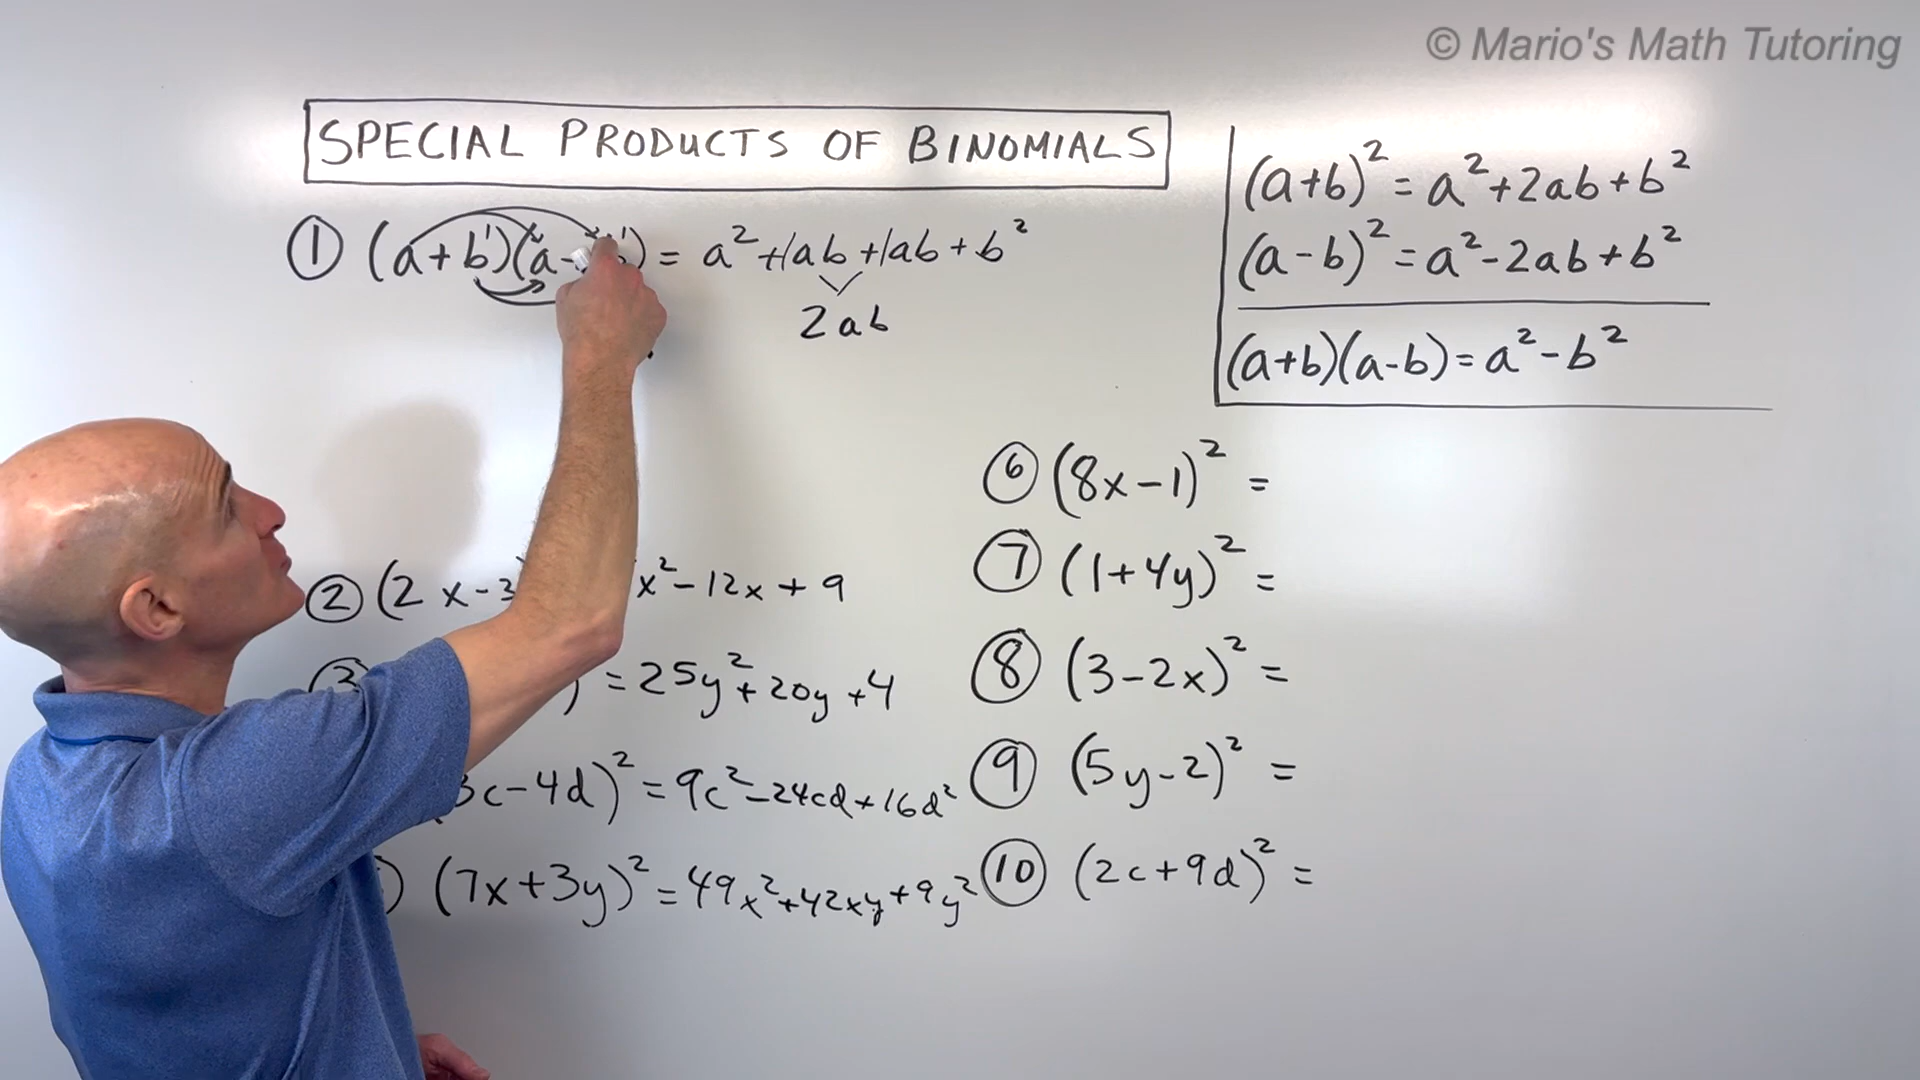 © Mario's Math Tutoring
SPECIAL PRODUCTS OF BINOMIALS
① (a+b)(a- ) = a²+1ab+1ab+b²
2ab
(a+b)²=a²+2ab+b²
(a-b)²=a²-2ab+b²
(a+b)(a-b)=a²-b²
② (2x-3 x²-12x+9
③ ) =25y²+20y+4
3c-4d)²=9c²-24cd+16d²
(7x+3y)²=49x²+42xy+9y²
⑥ (8x-1)² =
⑦ (1+4y)² =
⑧ (3-2x)² =
⑨ (5y-2)² =
⑩ (2c+9d)² =